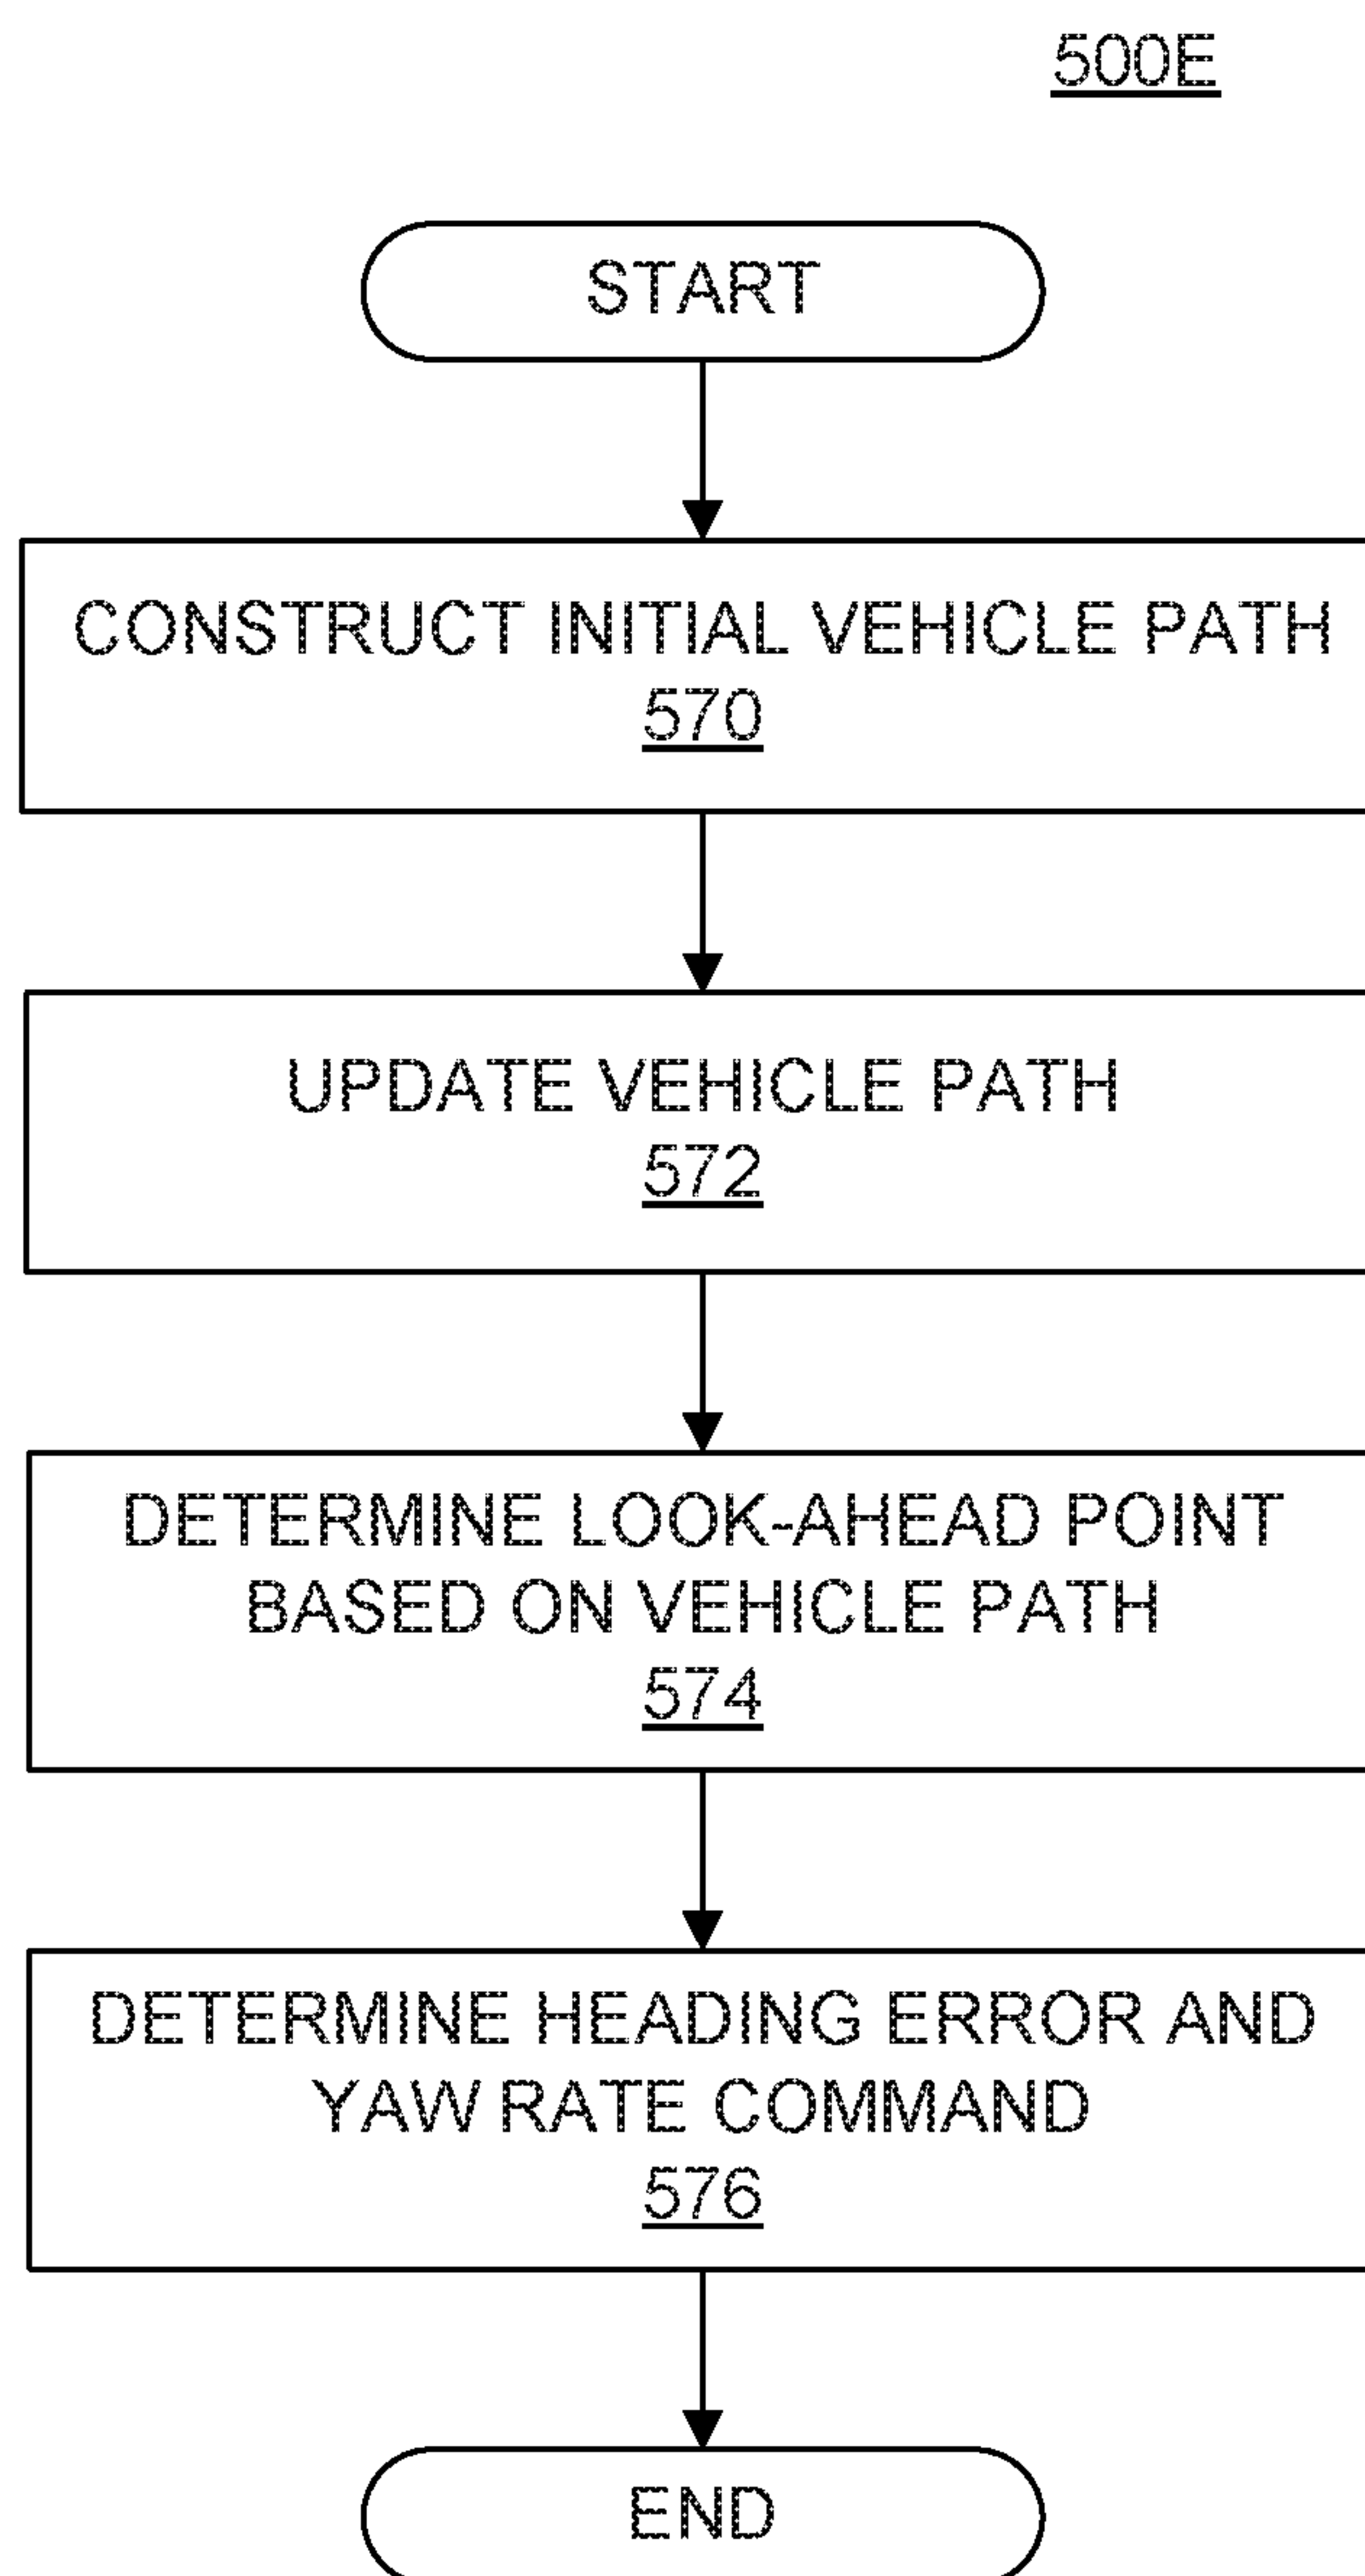 500E
START
CONSTRUCT INITIAL VEHICLE PATH
570
UPDATE VEHICLE PATH
572
DETERMINE LOOK-AHEAD POINT
BASED ON VEHICLE PATH
574
DETERMINE HEADING ERROR AND
YAW RATE COMMAND
576
END